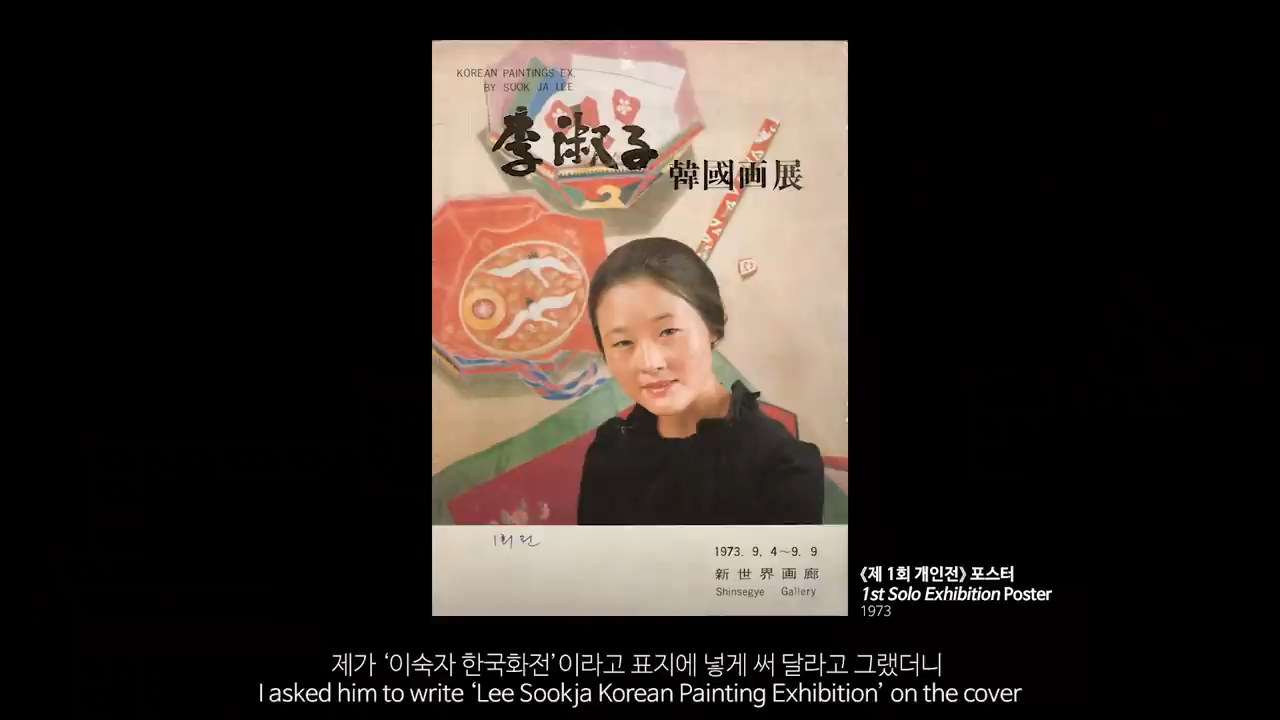 KOREAN PAINTINGS EX.
BY SOOK JA LEE
李淑子
韓國画展
1회전
1973. 9. 4~9. 9
新世界画廊
Shinsegye Gallery
《제 1회 개인전》 포스터
1st Solo Exhibition Poster
1973
제가 ‘이숙자 한국화전’이라고 표지에 넣게 써 달라고 그랬더니
I asked him to write ‘Lee Sookja Korean Painting Exhibition’ on the cover